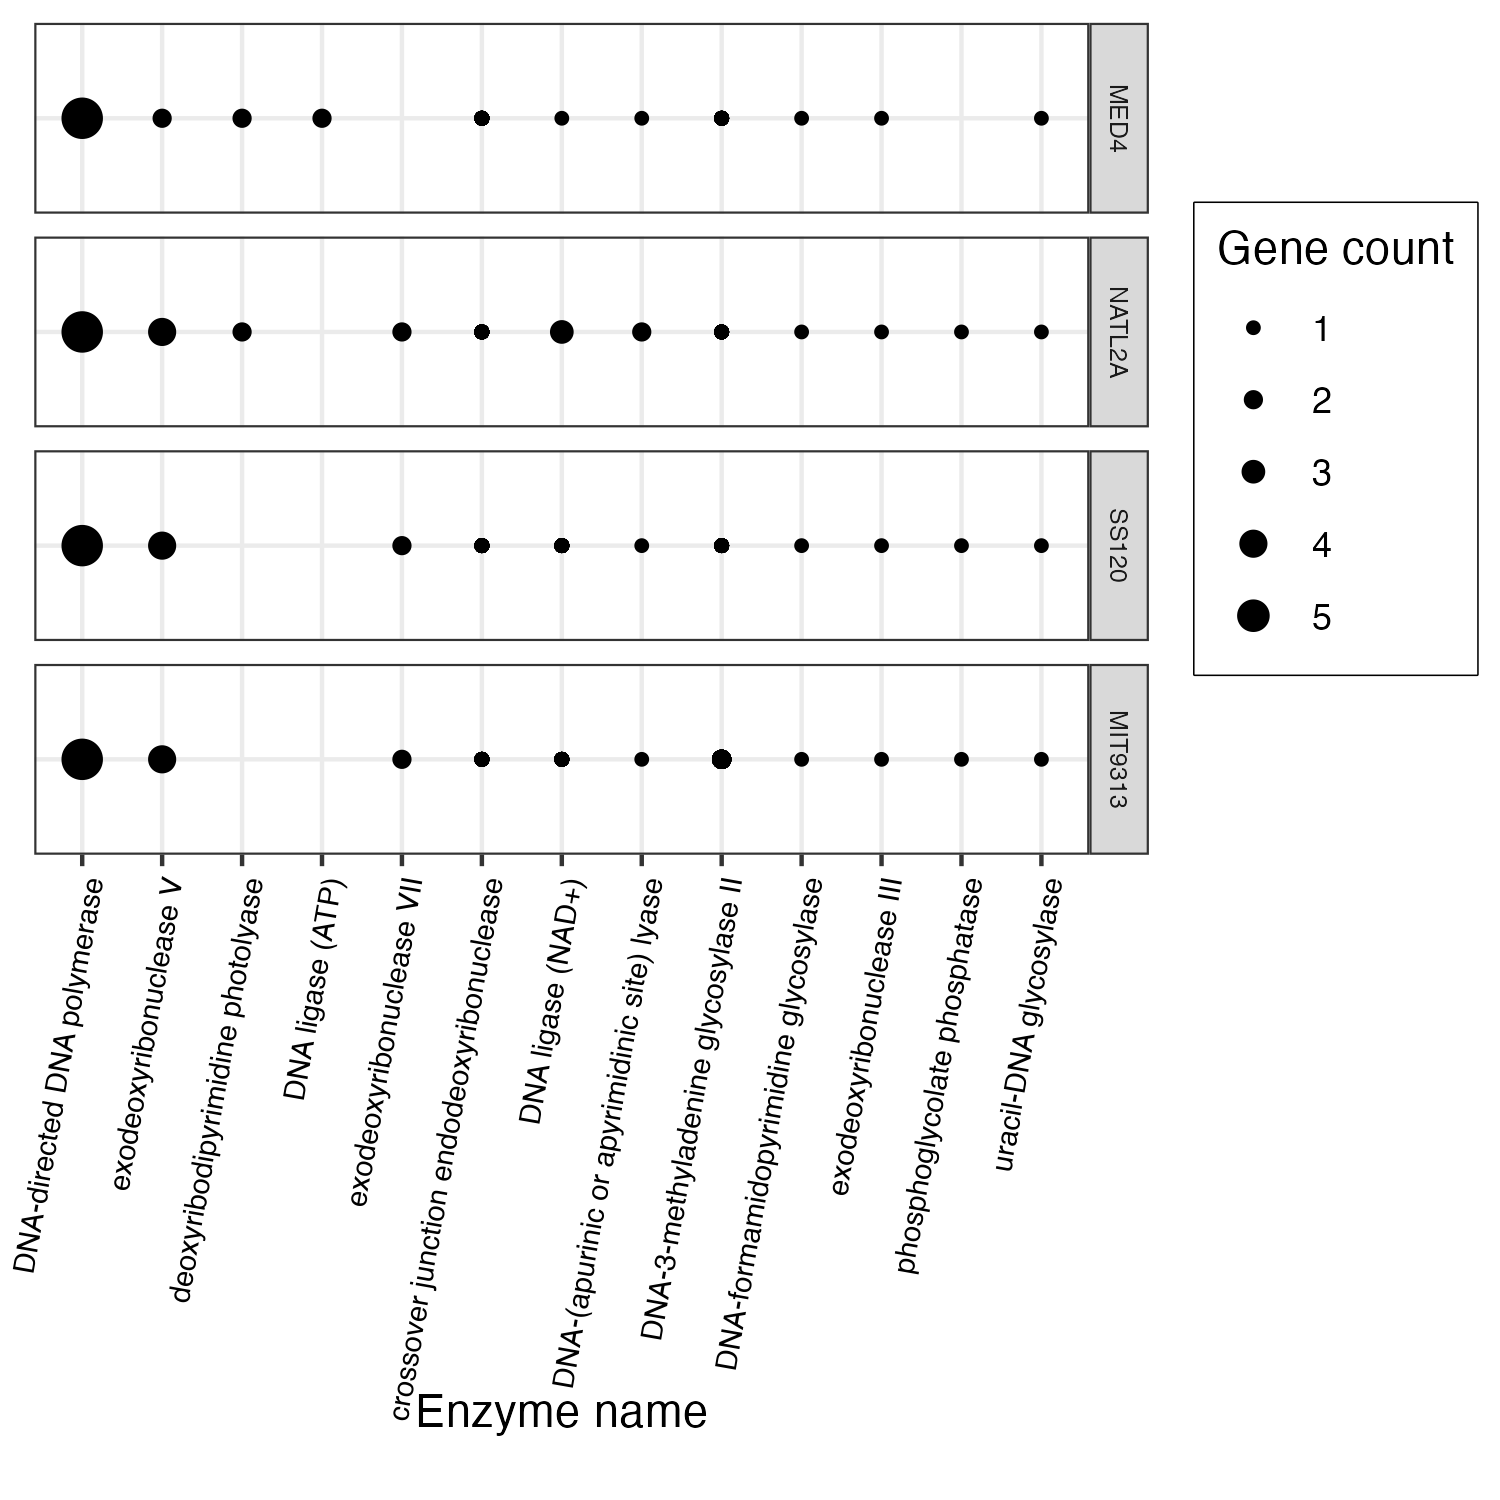 MED4
NATL2A
SS120
MIT9313
Gene count
1
2
3
4
5
DNA-directed DNA polymerase
exodeoxyribonuclease V
deoxyribodipyrimidine photolyase
DNA ligase (ATP)
exodeoxyribonuclease VII
crossover junction endodeoxyribonuclease
DNA ligase (NAD+)
DNA-(apurinic or apyrimidinic site) lyase
DNA-3-methyladenine glycosylase II
DNA-formamidopyrimidine glycosylase
exodeoxyribonuclease III
phosphoglycolate phosphatase
uracil-DNA glycosylase
Enzyme name